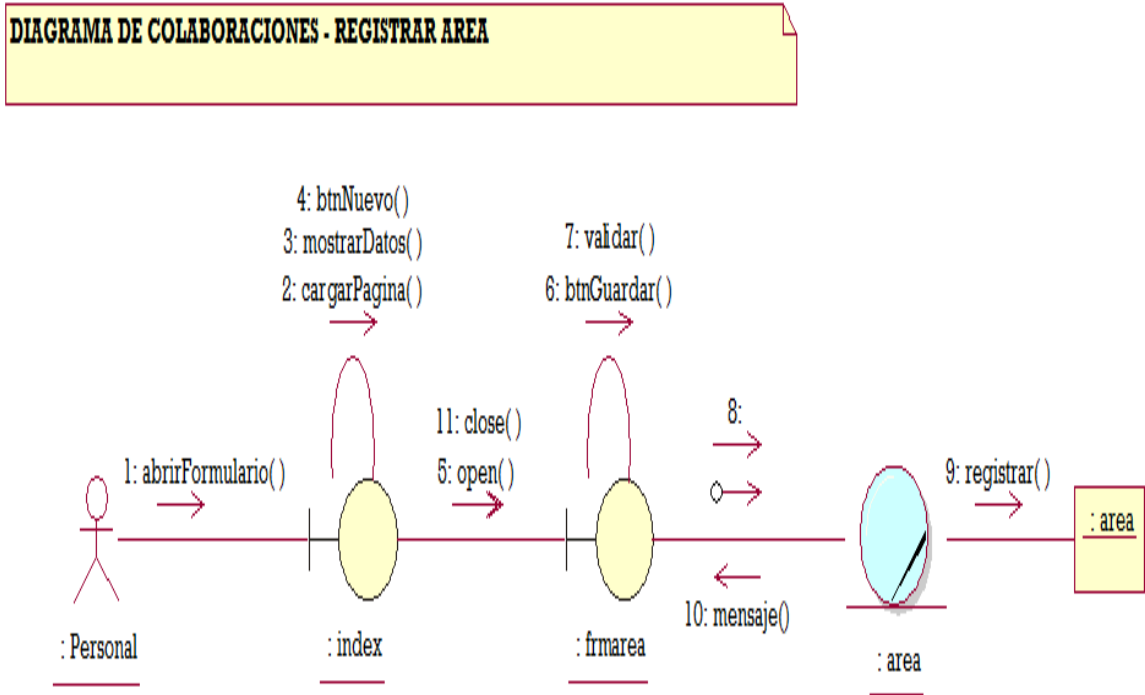 DIAGRAMA DE COLABORACIONES - REGISTRAR AREA
4: btnNuevo( )
3: mostrarDatos( )
2: cargarPagina( )
7: validar( )
6: btnGuardar( )
11: close( )
5: open( )
8:
1: abrirFormulario( )
9: registrar( )
: area
10: mensaje()
: Personal
: index
: frmarea
: area